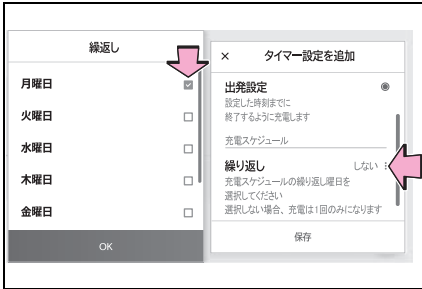 繰返し
月曜日
火曜日
水曜日
木曜日
金曜日
OK
× タイマー設定を追加
出発設定
設定した時刻までに
終了するように充電します
充電スケジュール
繰り返し しない
充電スケジュールの繰り返し曜日を
選択してください
選択しない場合、充電は1回のみになります
保存